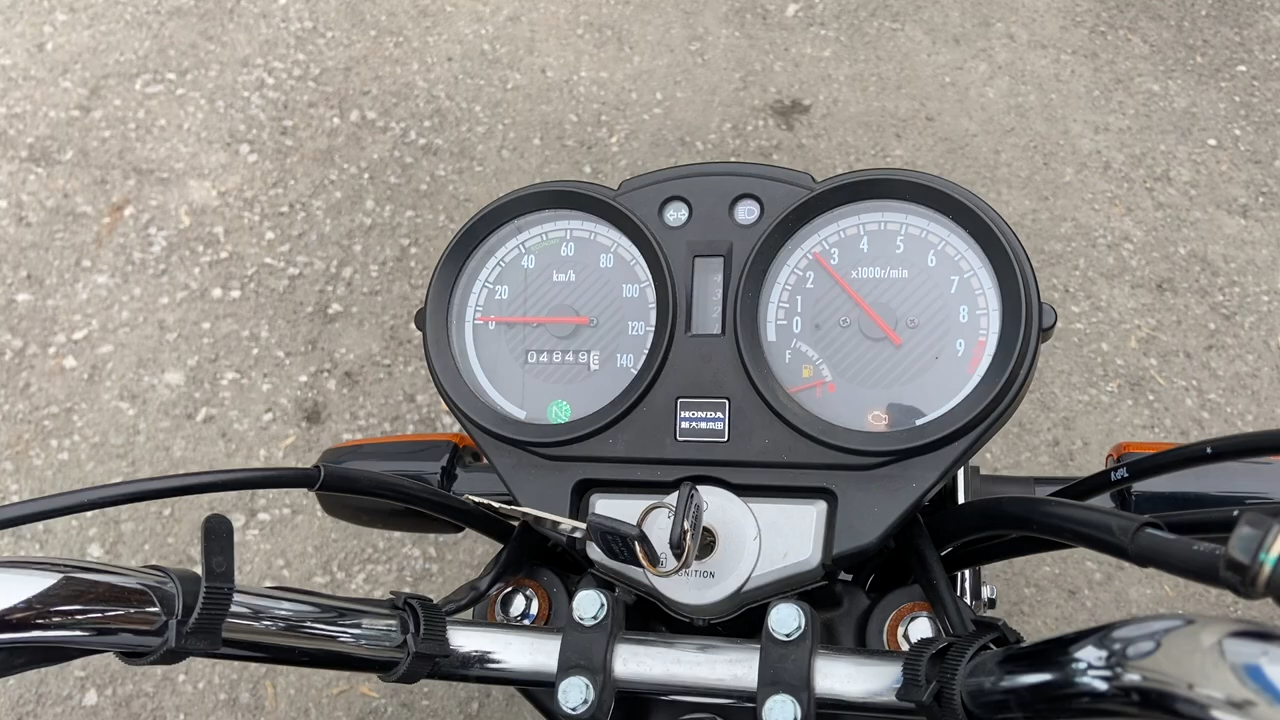 ECONOMY
0 20 40 60 80 100 120 140
km/h
04849
N
HONDA
新大洲本田
0 1 2 3 4 5 6 7 8 9
x1000r/min
F
IGNITION